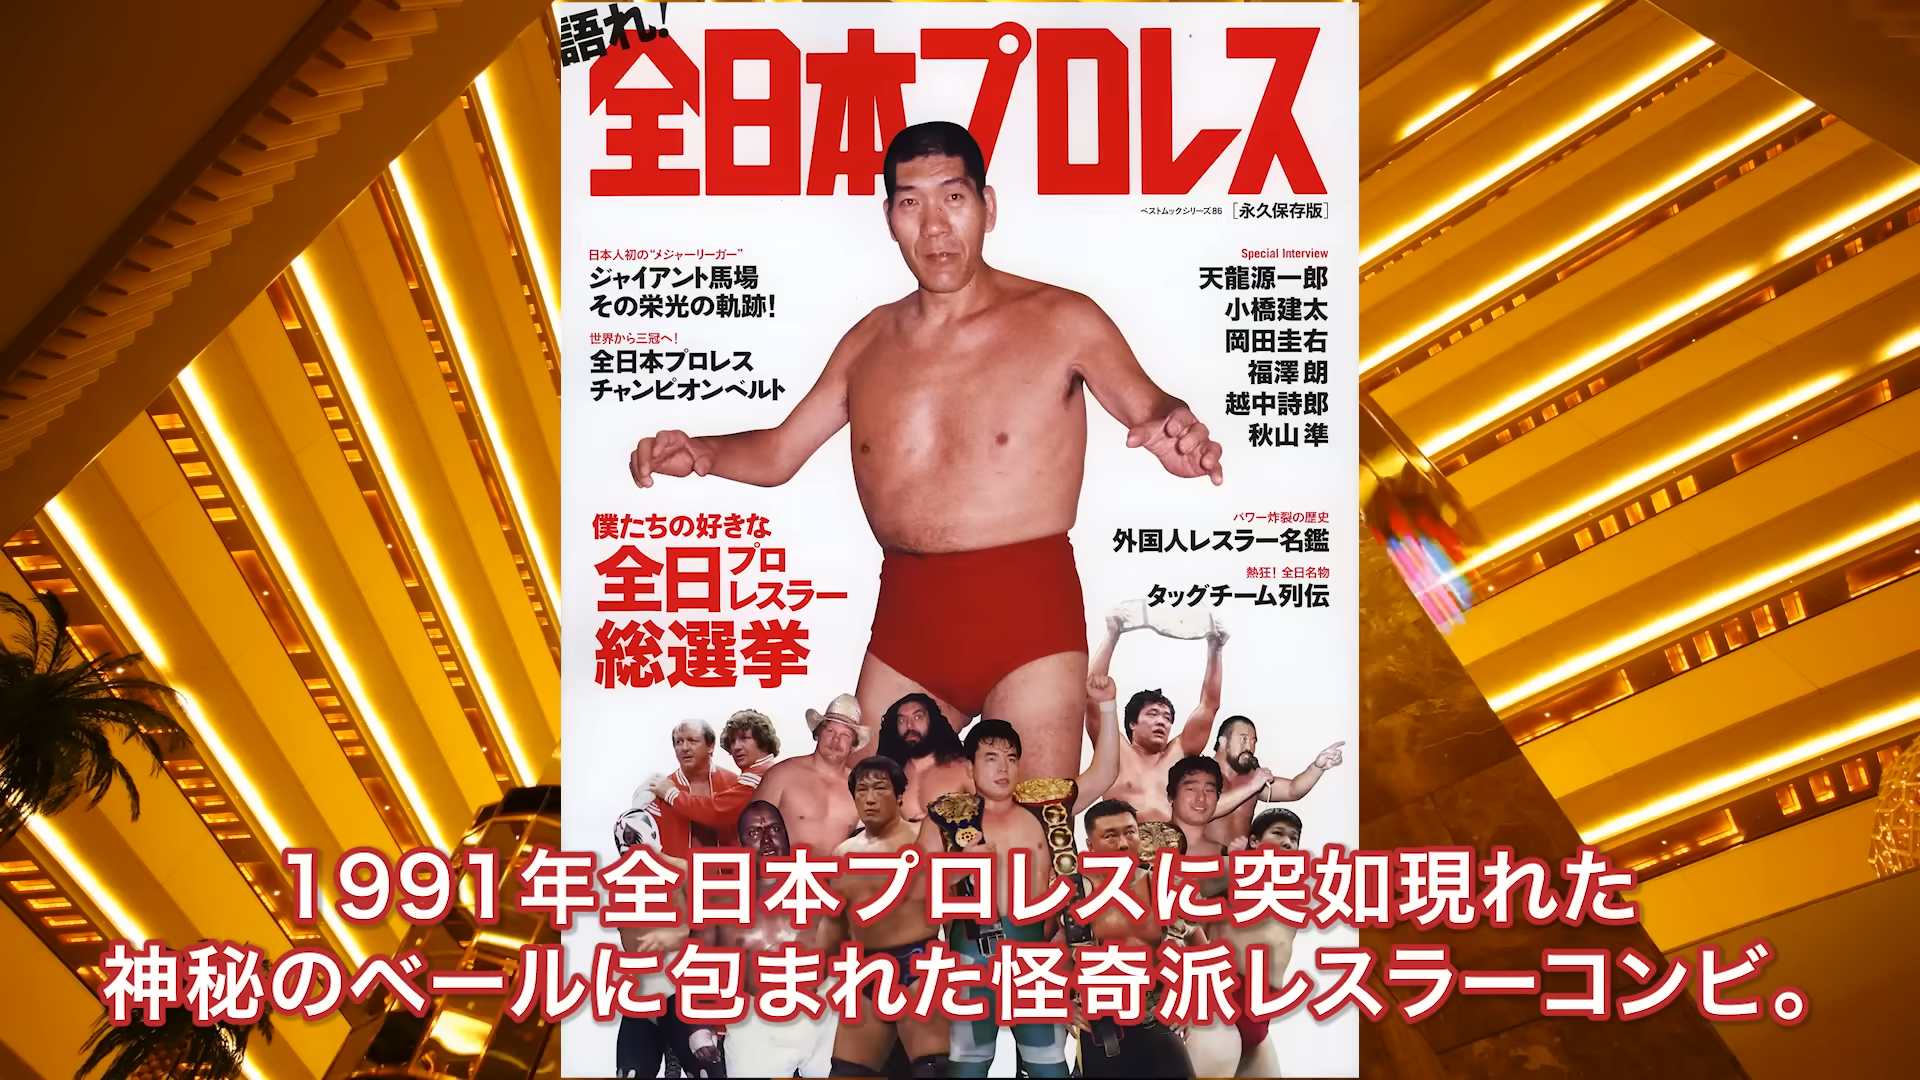 語れ!
全日本プロレス
ベストムックシリーズ86 [永久保存版]
日本人初の“メジャーリーガー”
ジャイアント馬場
その栄光の軌跡!
世界から三冠へ!
全日本プロレス
チャンピオンベルト
Special Interview
天龍源一郎
小橋建太
岡田圭右
福澤 朗
越中詩郎
秋山 準
僕たちの好きな
全日プロ
レスラー
総選挙
パワー炸裂の歴史
外国人レスラー名鑑
熱狂! 全日名物
タッグチーム列伝
1991年全日本プロレスに突如現れた
神秘のベールに包まれた怪奇派レスラーコンビ。